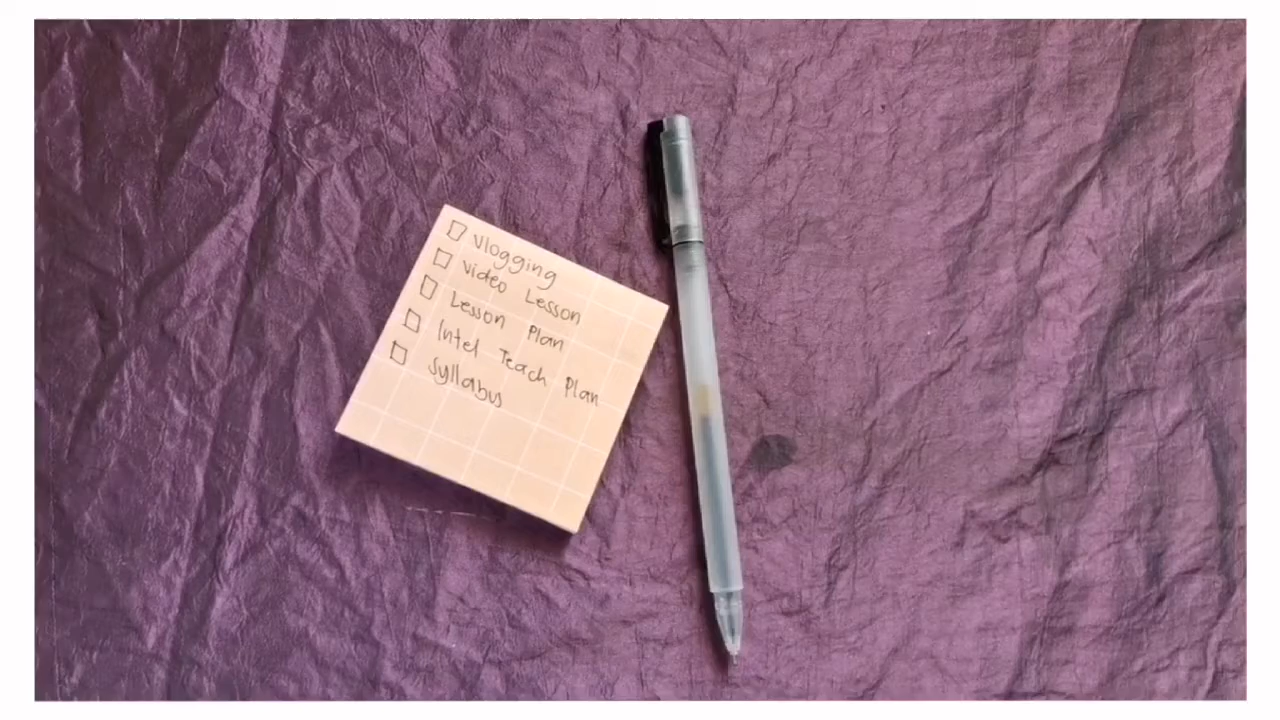 ☐ Vlogging
☐ Video Lesson
☐ Lesson Plan
☐ Intel Teach Plan
☐ Syllabus